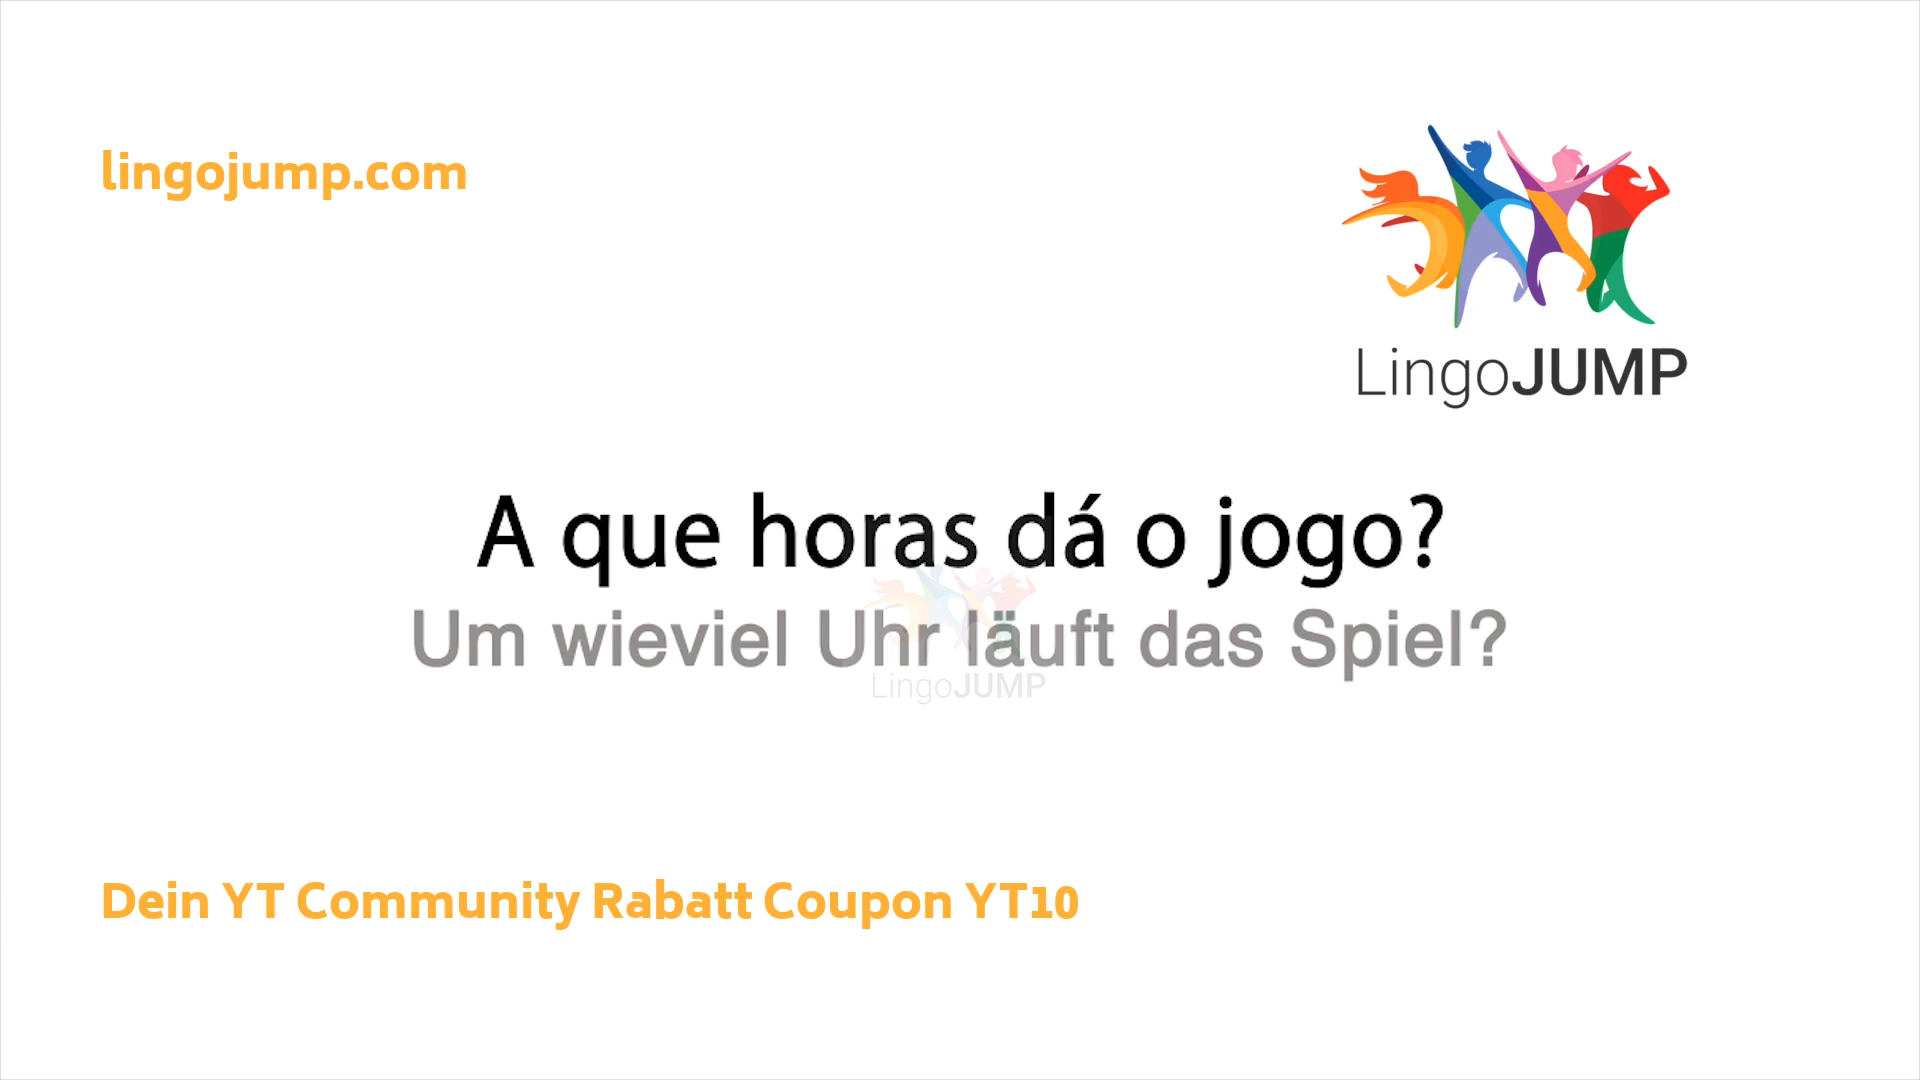 lingojump.com
LingoJUMP
A que horas dá o jogo?
Um wieviel Uhr läuft das Spiel?
LingoJUMP
Dein YT Community Rabatt Coupon YT10